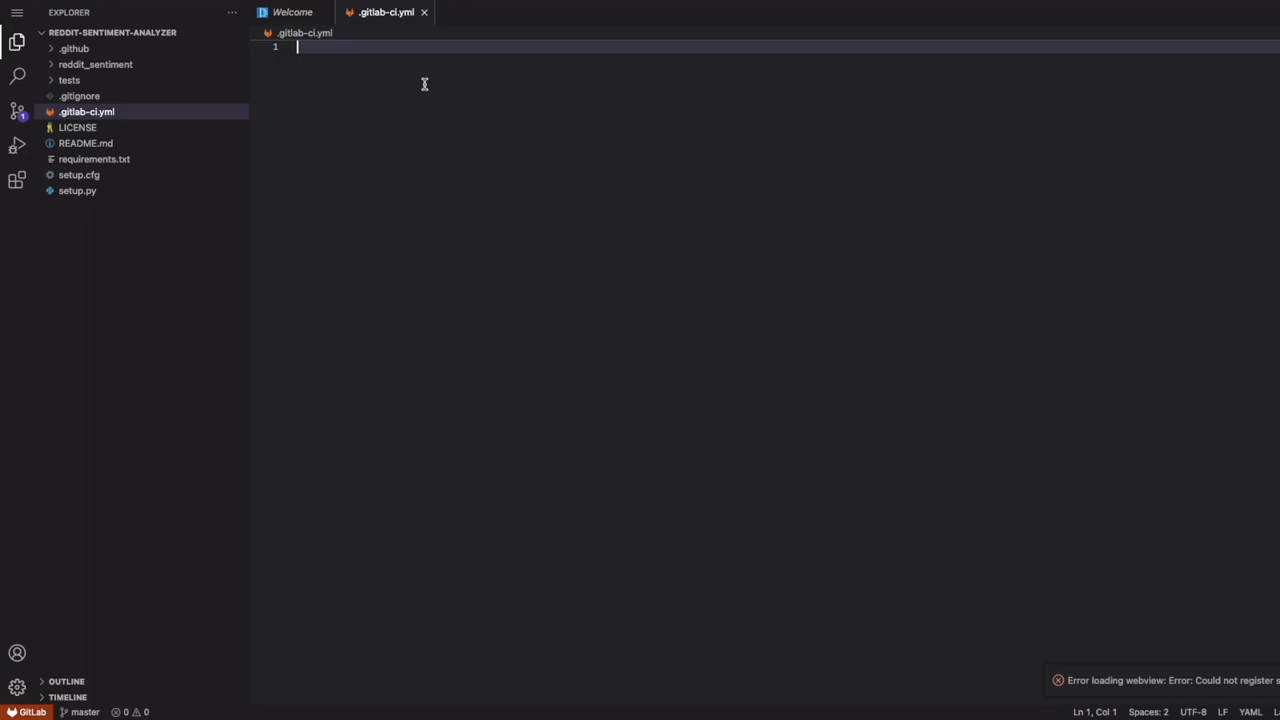 EXPLORER
Welcome
.gitlab-ci.yml
REDDIT-SENTIMENT-ANALYZER
.gitlab-ci.yml
.github
1
reddit_sentiment
tests
.gitignore
.gitlab-ci.yml
1
LICENSE
README.md
requirements.txt
setup.cfg
setup.py
OUTLINE
Error loading webview: Error: Could not register s
TIMELINE
GitLab
master
0
0
Ln 1, Col 1
Spaces: 2
UTF-8
LF
YAML